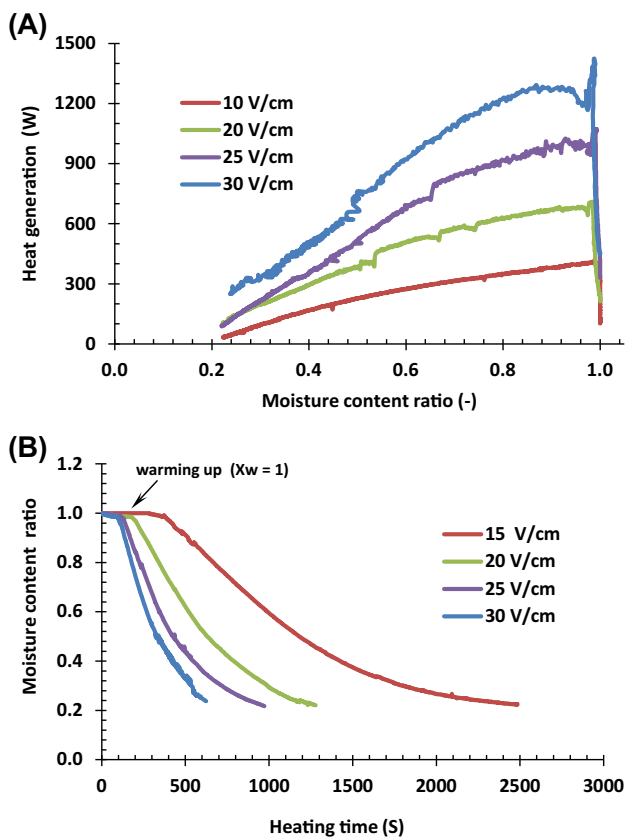 (A)
Heat generation (W)
1500
1200
900
600
300
0
10 V/cm
20 V/cm
25 V/cm
30 V/cm
0.0 0.2 0.4 0.6 0.8 1.0
Moisture content ratio (-)
(B)
Moisture content ratio
1.2
1.0
0.8
0.6
0.4
0.2
0.0
warming up (Xw = 1)
15 V/cm
20 V/cm
25 V/cm
30 V/cm
0 500 1000 1500 2000 2500 3000
Heating time (S)